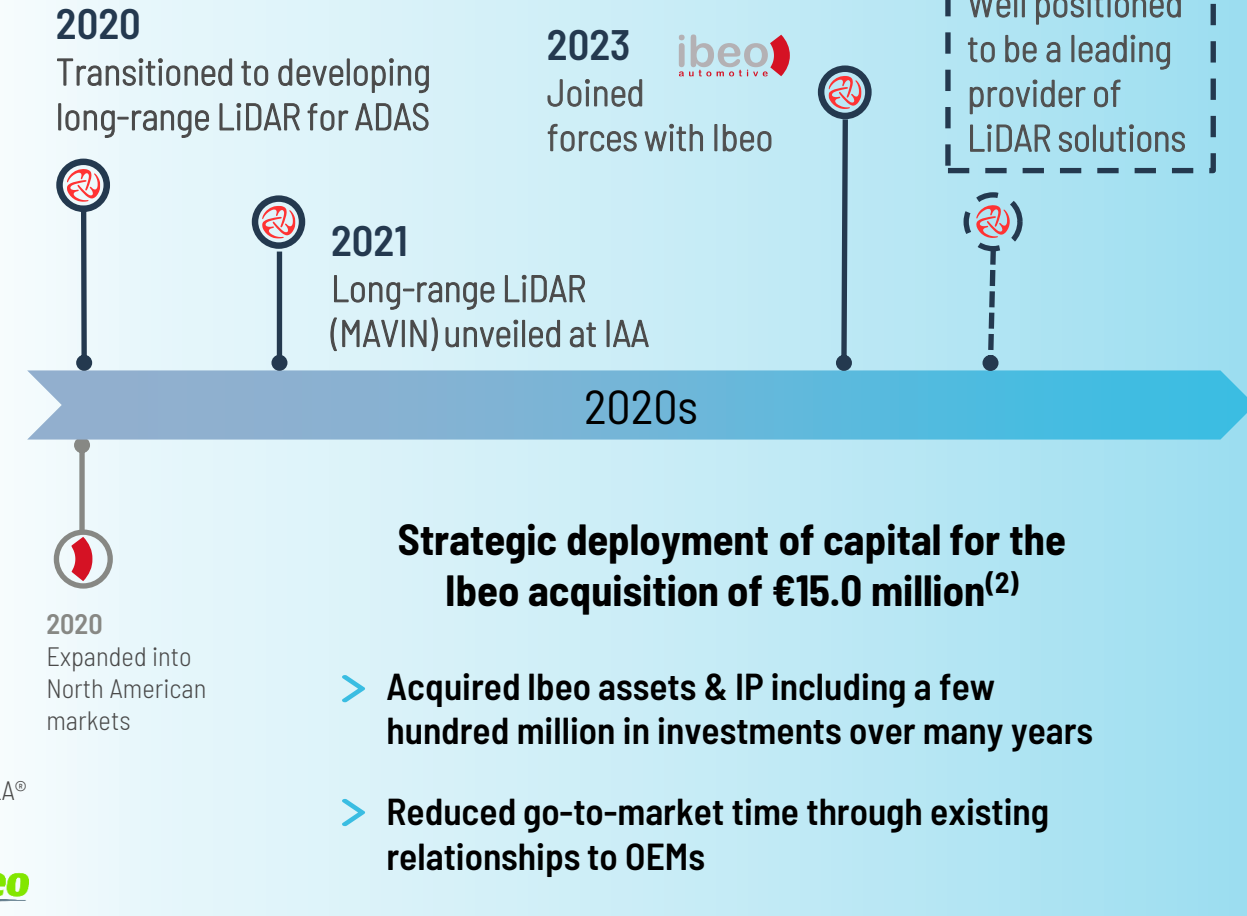 2020
Transitioned to developing
long-range LiDAR for ADAS
2023
ibeo
automotive
Joined
forces with Ibeo
Well positioned
to be a leading
provider of
LiDAR solutions
2021
Long-range LiDAR
(MAVIN) unveiled at IAA
2020s
Strategic deployment of capital for the
Ibeo acquisition of €15.0 million(2)
2020
Expanded into
North American
markets
> Acquired Ibeo assets & IP including a few
hundred million in investments over many years
> Reduced go-to-market time through existing
relationships to OEMs
A®
eo